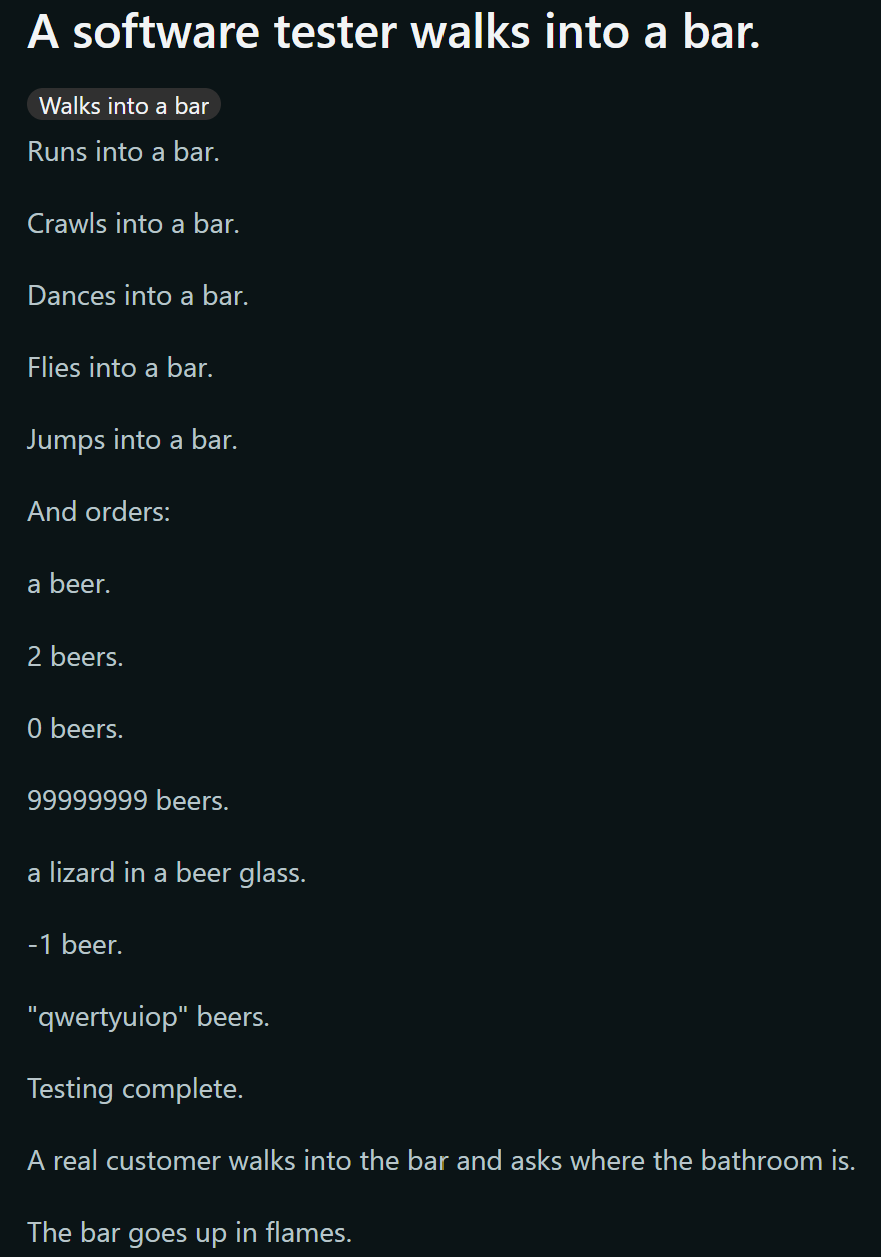 A software tester walks into a bar.
Walks into a bar
Runs into a bar.
Crawls into a bar.
Dances into a bar.
Flies into a bar.
Jumps into a bar.
And orders:
a beer.
2 beers.
0 beers.
99999999 beers.
a lizard in a beer glass.
-1 beer.
"qwertyuiop" beers.
Testing complete.
A real customer walks into the bar and asks where the bathroom is.
The bar goes up in flames.